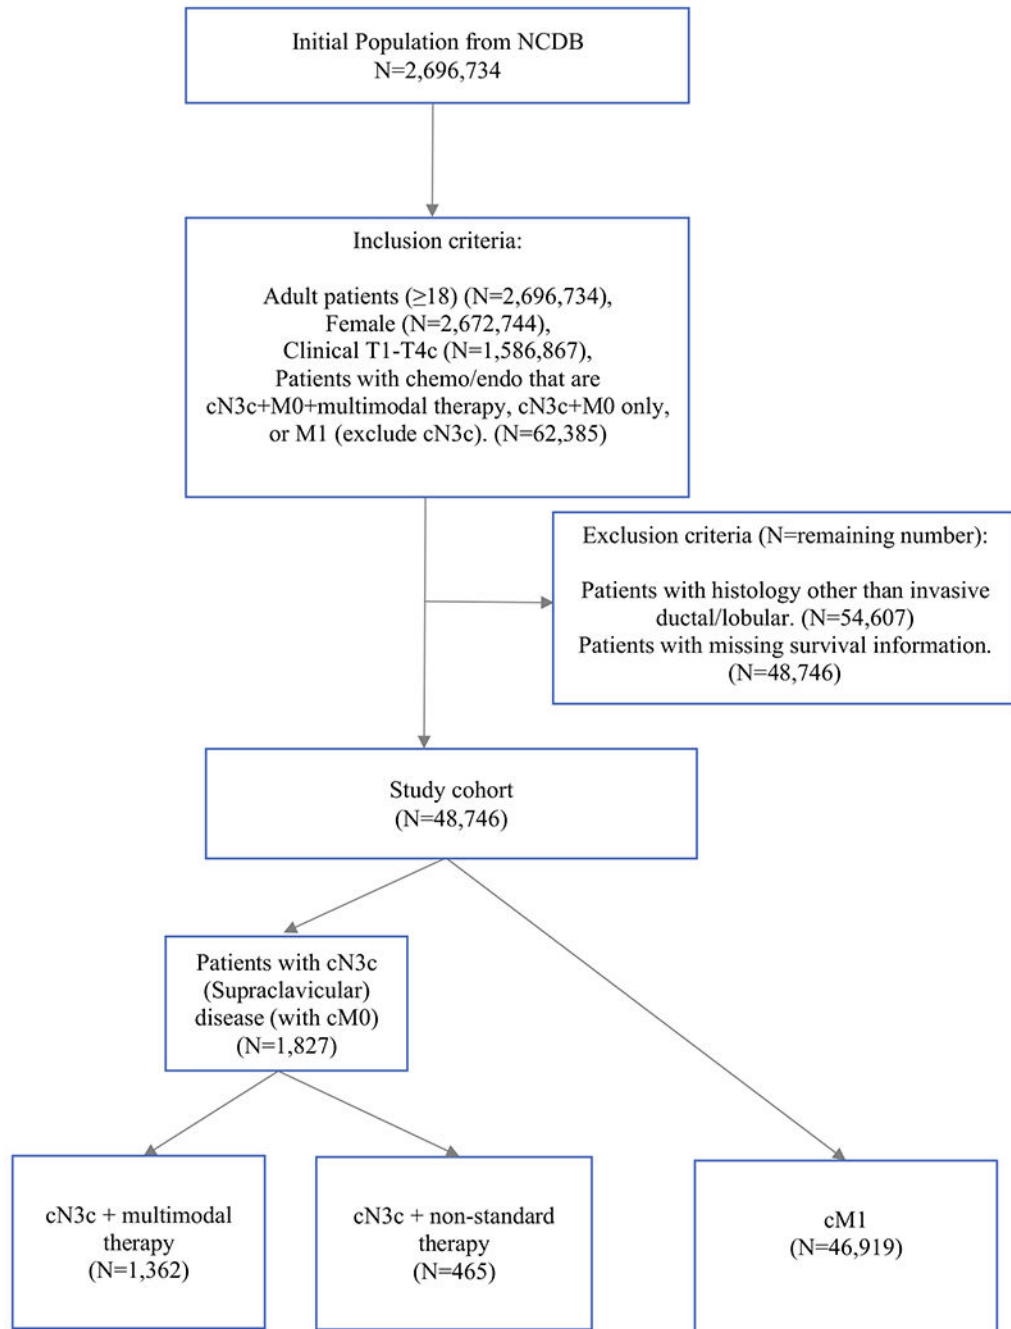 Initial Population from NCDB
N=2,696,734
Inclusion criteria:
Adult patients (≥18) (N=2,696,734),
Female (N=2,672,744),
Clinical T1-T4c (N=1,586,867),
Patients with chemo/endo that are
cN3c+M0+multimodal therapy, cN3c+M0 only,
or M1 (exclude cN3c). (N=62,385)
Exclusion criteria (N=remaining number):
Patients with histology other than invasive
ductal/lobular. (N=54,607)
Patients with missing survival information.
(N=48,746)
Study cohort
(N=48,746)
Patients with cN3c
(Supraclavicular)
disease (with cM0)
(N=1,827)
cN3c + multimodal
therapy
(N=1,362)
cN3c + non-standard
therapy
(N=465)
cM1
(N=46,919)